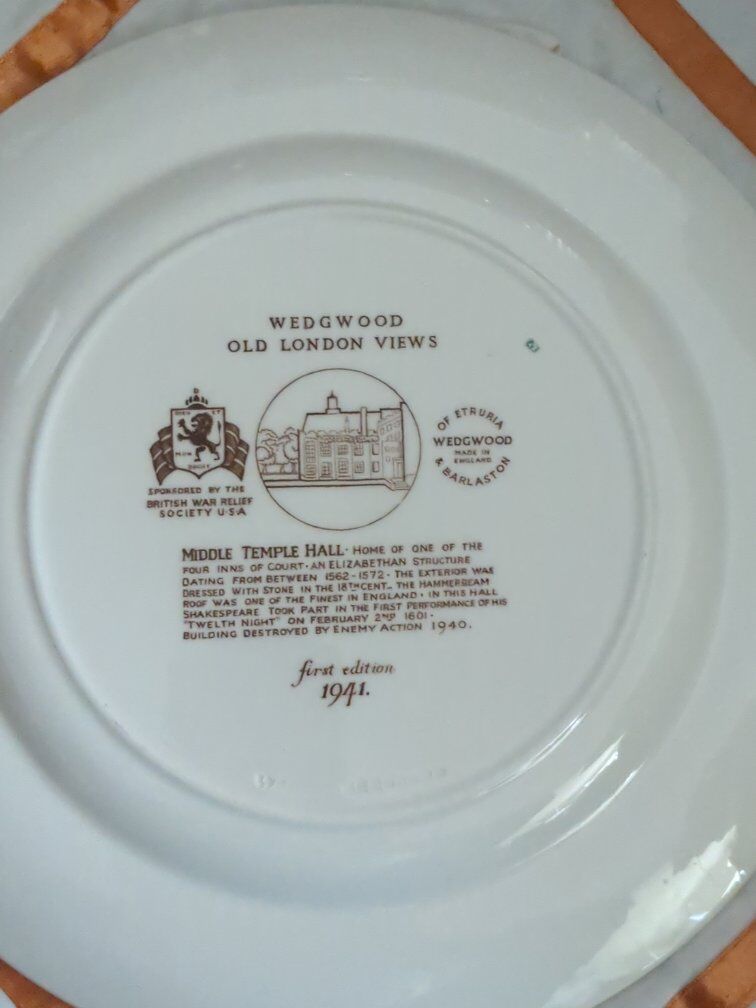 WEDGWOOD
OLD LONDON VIEWS
DIEU ET
MON
DROIT
SPONSORED BY THE
BRITISH WAR RELIEF
SOCIETY U·S·A
OF ETRURIA
WEDGWOOD
MADE IN
ENGLAND
& BARLASTON
MIDDLE TEMPLE HALL· HOME OF ONE OF THE
FOUR INNS OF COURT · AN ELIZABETHAN STRUCTURE
DATING FROM BETWEEN 1562-1572 · THE EXTERIOR WAS
DRESSED WITH STONE IN THE 18TH CENT.. THE HAMMERBEAM
ROOF WAS ONE OF THE FINEST IN ENGLAND · IN THIS HALL
SHAKESPEARE TOOK PART IN THE FIRST PERFORMANCE OF HIS
"TWELTH NIGHT" ON FEBRUARY 2ND 1601 ·
BUILDING DESTROYED BY ENEMY ACTION 1940.
first edition
1941.